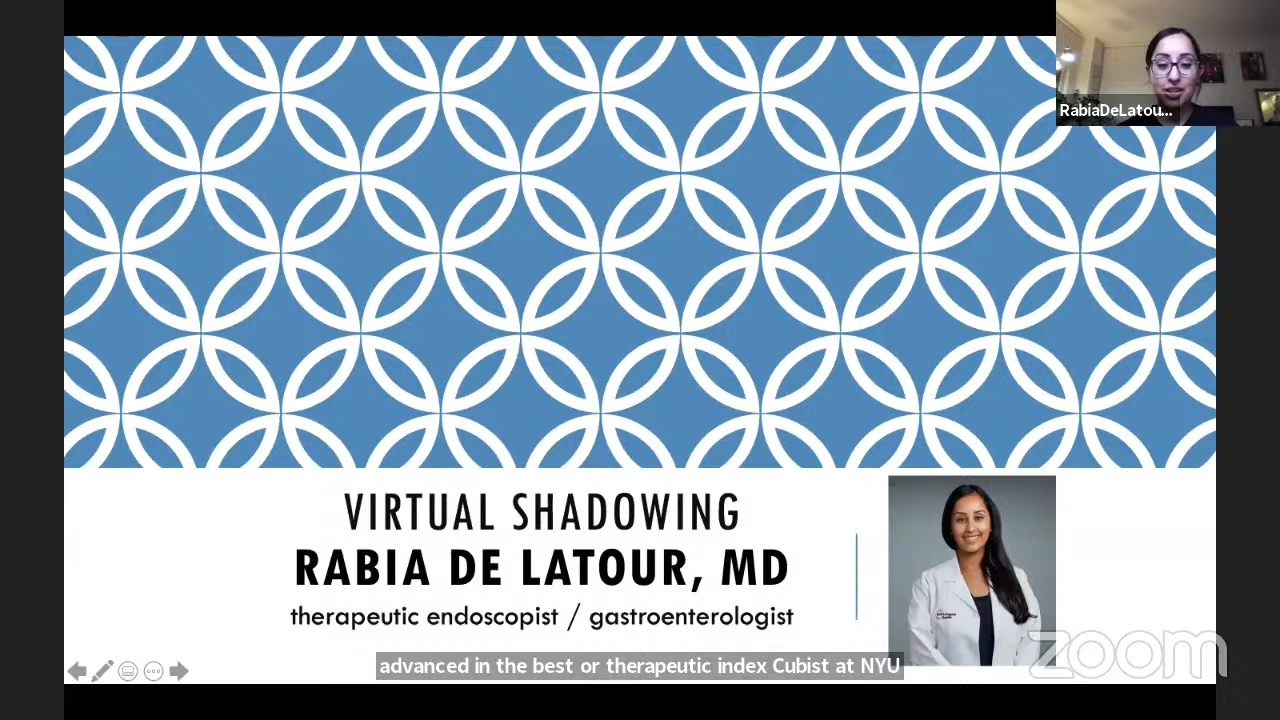 RabiaDeLatou...
VIRTUAL SHADOWING
RABIA DE LATOUR, MD
therapeutic endoscopist / gastroenterologist
advanced in the best or therapeutic index Cubist at NYU
zoom